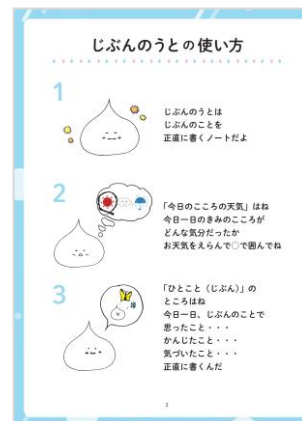 じぶんのうとの使い方
1
じぶんのうとは
じぶんのことを
正直に書くノートだよ
2
「今日のこころの天気」はね
今日一日のきみのこころが
どんな気分だったか
お天気をえらんで○で囲んでね
3
「ひとこと（じぶん）」の
ところはね
今日一日、じぶんのことで
思ったこと・・・
かんじたこと・・・
気づいたこと・・・
正直に書くんだ
2